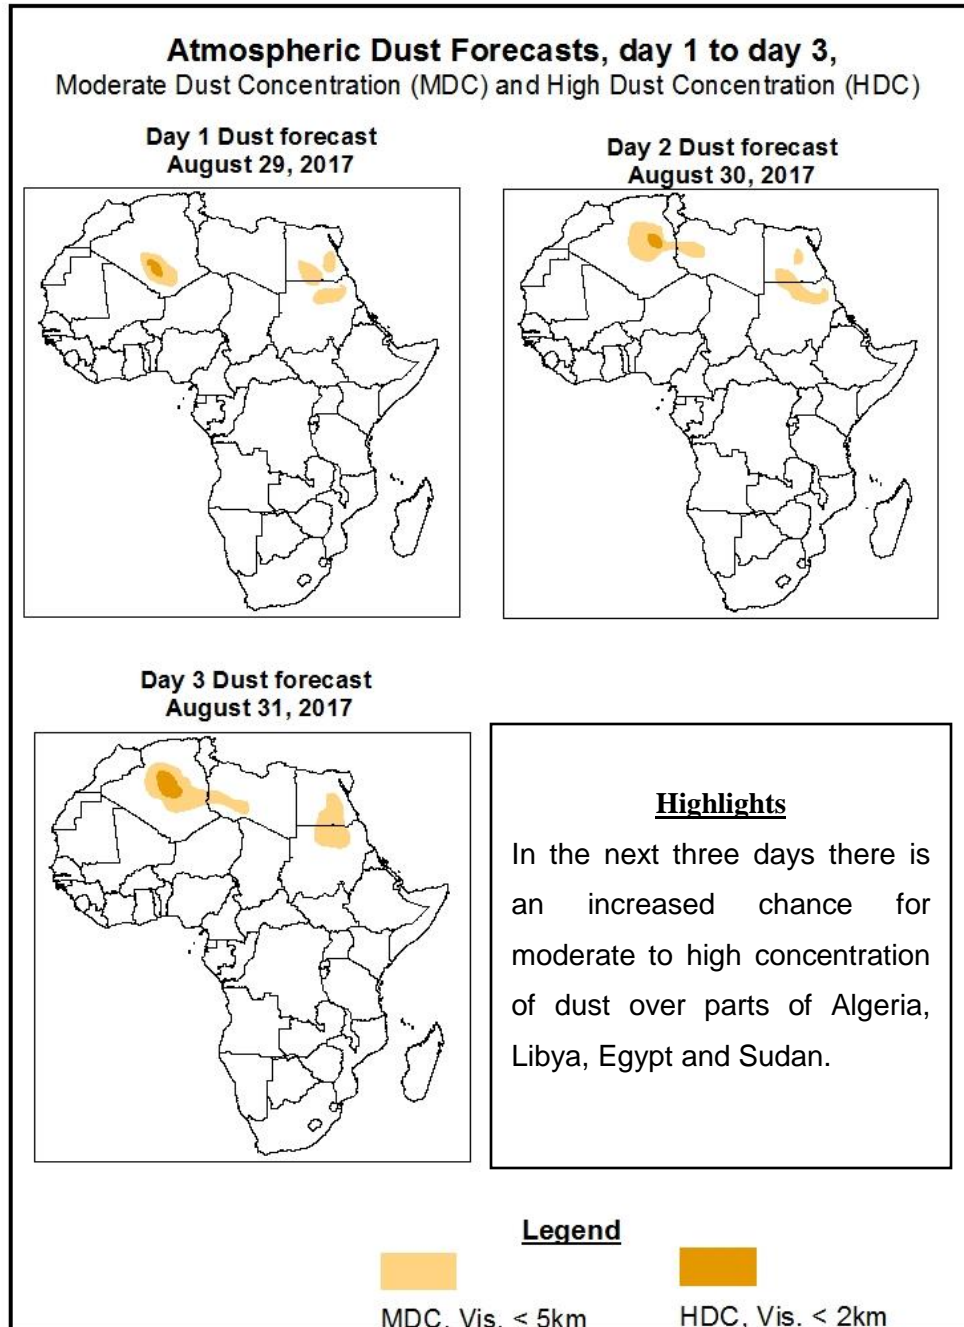 Atmospheric Dust Forecasts, day 1 to day 3,
Moderate Dust Concentration (MDC) and High Dust Concentration (HDC)
Day 1 Dust forecast
August 29, 2017
Day 2 Dust forecast
August 30, 2017
Day 3 Dust forecast
August 31, 2017
Highlights
In the next three days there is
an increased chance for
moderate to high concentration
of dust over parts of Algeria,
Libya, Egypt and Sudan.
Legend
MDC, Vis. < 5km
HDC, Vis. < 2km